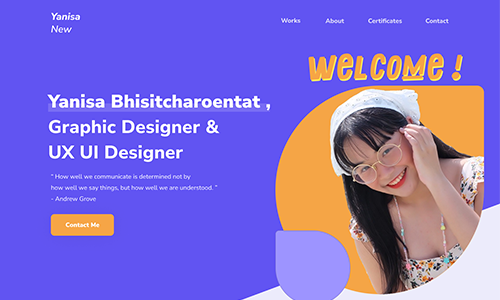 Yanisa
New
Works
About
Certificates
Contact
WELCOME !
Yanisa Bhisitcharoentat ,
Graphic Designer &
UX UI Designer
" How well we communicate is determined not by
how well we say things, but how well we are understood. "
- Andrew Grove
Contact Me